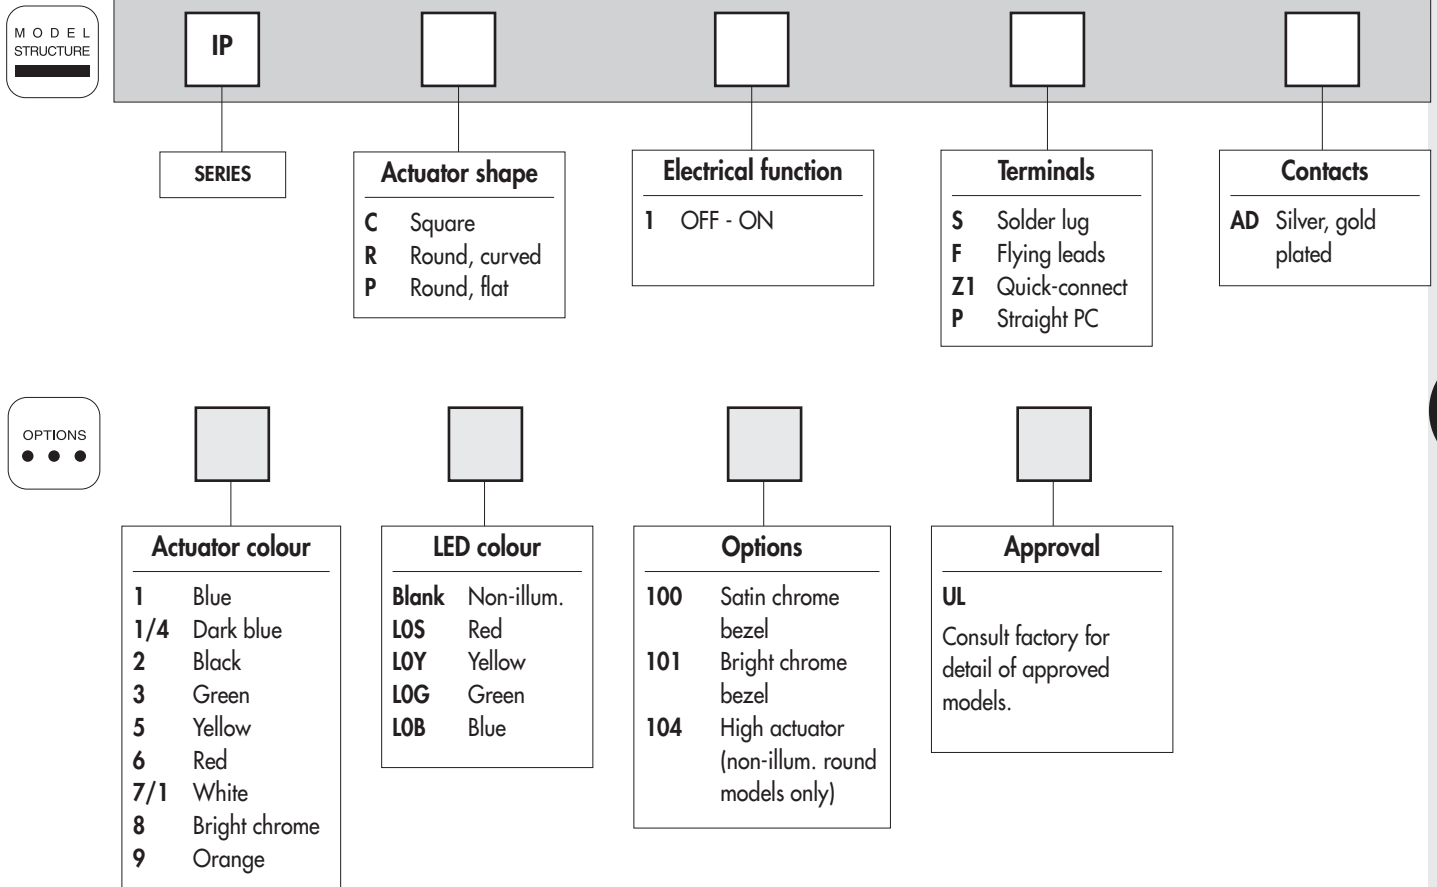 MODEL
STRUCTURE
IP
SERIES
Actuator shape
C Square
R Round, curved
P Round, flat
Electrical function
1 OFF - ON
Terminals
S Solder lug
F Flying leads
Z1 Quick-connect
P Straight PC
Contacts
AD Silver, gold
plated
OPTIONS
Actuator colour
1 Blue
1/4 Dark blue
2 Black
3 Green
5 Yellow
6 Red
7/1 White
8 Bright chrome
9 Orange
LED colour
Blank Non-illum.
L0S Red
L0Y Yellow
L0G Green
L0B Blue
Options
100 Satin chrome
bezel
101 Bright chrome
bezel
104 High actuator
(non-illum. round
models only)
Approval
UL
Consult factory for
detail of approved
models.